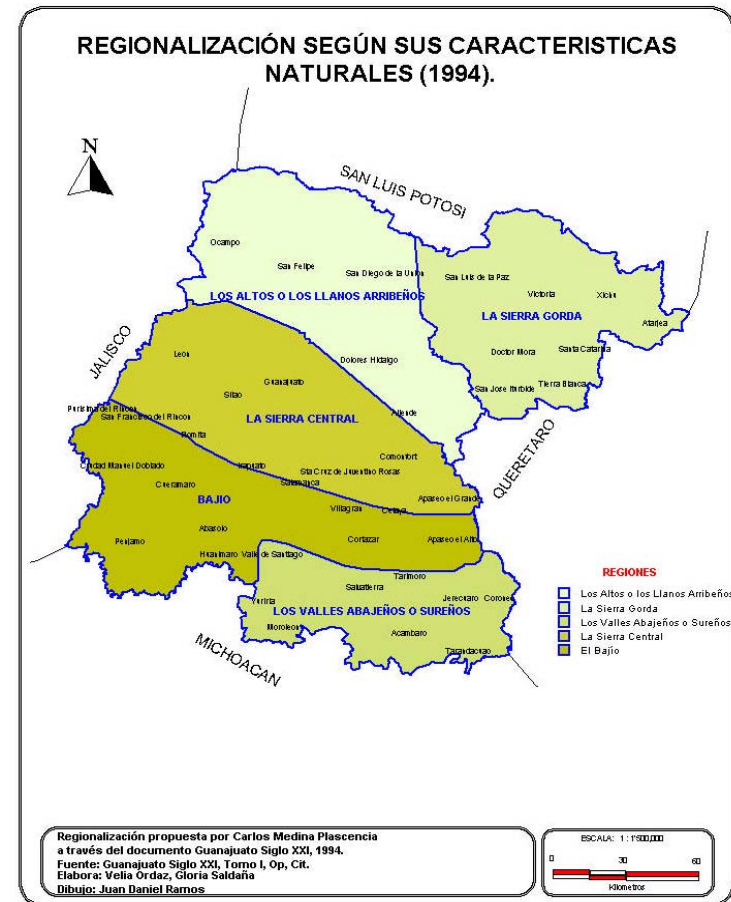 REGIONALIZACIÓN SEGÚN SUS CARACTERISTICAS
NATURALES (1994).
N
SAN LUIS POTOSI
Ocampo
San Felipe
San Diego de la Union
San Luis de la Paz
Victoria
Xichu
LOS ALTOS O LOS LLANOS ARRIBEÑOS
LA SIERRA GORDA
Atarjea
JALISCO
Leon
Dolores Hidalgo
Doctor Mora
Santa Catarina
Guanajuato
Silao
San Jose Iturbide
Tierra Blanca
Purisima del Rincon
San Francisco del Rincon
Allende
LA SIERRA CENTRAL
Romita
QUERETARO
Comonfort
Ciudad Manuel Doblado
Irapuato
Sta Cruz de Juventino Rosas
Cueramaro
Salamanca
BAJIO
Apaseo el Grande
Villagran
Celaya
Abasolo
Penjamo
Cortazar
Apaseo el Alto
Huanimaro
Valle de Santiago
Tarimoro
Salvatierra
Jerecuaro
Coroneo
Yuriria
LOS VALLES ABAJEÑOS O SUREÑOS
Moroleon
Acambaro
Tarandacuao
MICHOACAN
REGIONES
Los Altos o los Llanos Arribeños
La Sierra Gorda
Los Valles Abajeños o Sureños
La Sierra Central
El Bajío
Regionalización propuesta por Carlos Medina Plascencia
a través del documento Guanajuato Siglo XXI, 1994.
Fuente: Guanajuato Siglo XXI, Tomo I, Op, Cit.
Elabora: Velia Ordaz, Gloria Saldaña
Dibujo: Juan Daniel Ramos
ESCALA: 1:1'500,000
0 30 60
Kilometros